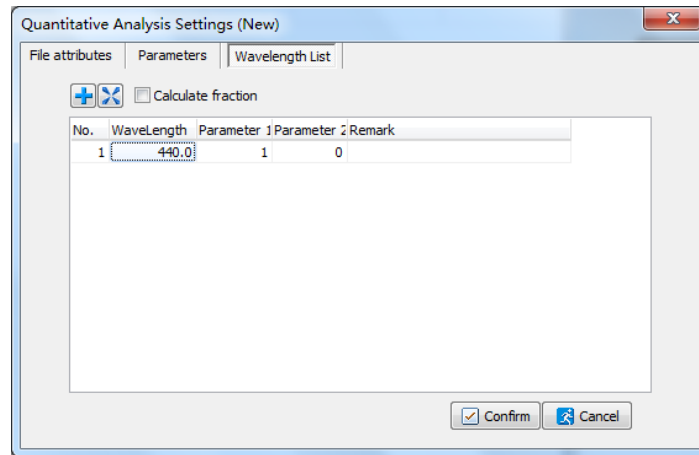 Quantitative Analysis Settings (New)
File attributes Parameters Wavelength List
Calculate fraction
No. WaveLength Parameter 1 Parameter 2 Remark
1 440.0 1 0
Confirm Cancel